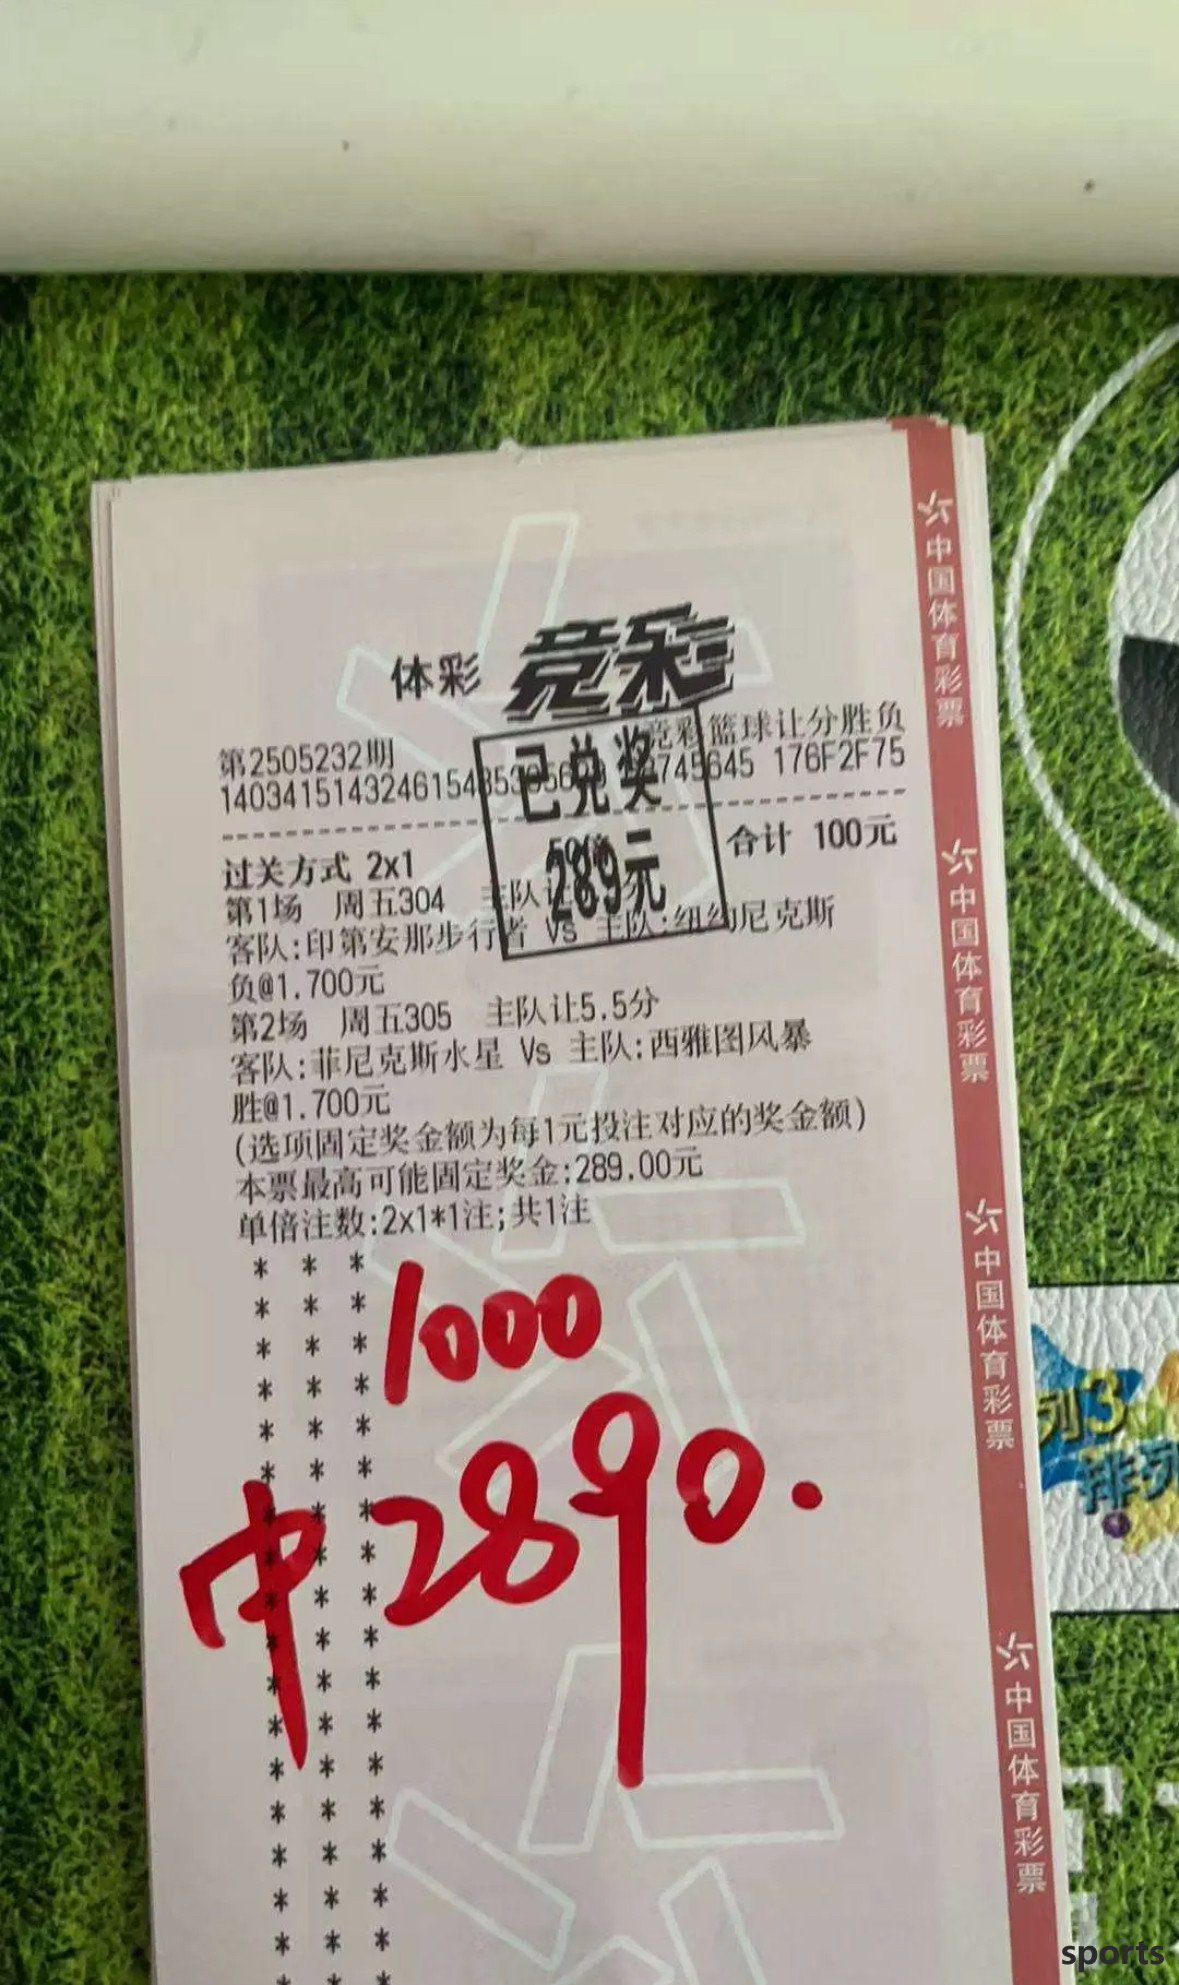 体彩 竞彩
第2505232期 竞彩篮球让分胜负
745645 176F2F75
已兑奖
289元
合计 100元
过关方式 2x1
第1场 周五304 主队让
客队:印第安那步行者 Vs 主队:纽约尼克斯
负@1.700元
第2场 周五305 主队让5.5分
客队:菲尼克斯水星 Vs 主队:西雅图风暴
胜@1.700元
(选项固定奖金额为每1元投注对应的奖金额)
本票最高可能固定奖金:289.00元
单倍注数:2x1*1注;共1注
1000
中2890.
中国体育彩票
中国体育彩票
中国体育彩票
中国体育彩票
列3
排列
sports